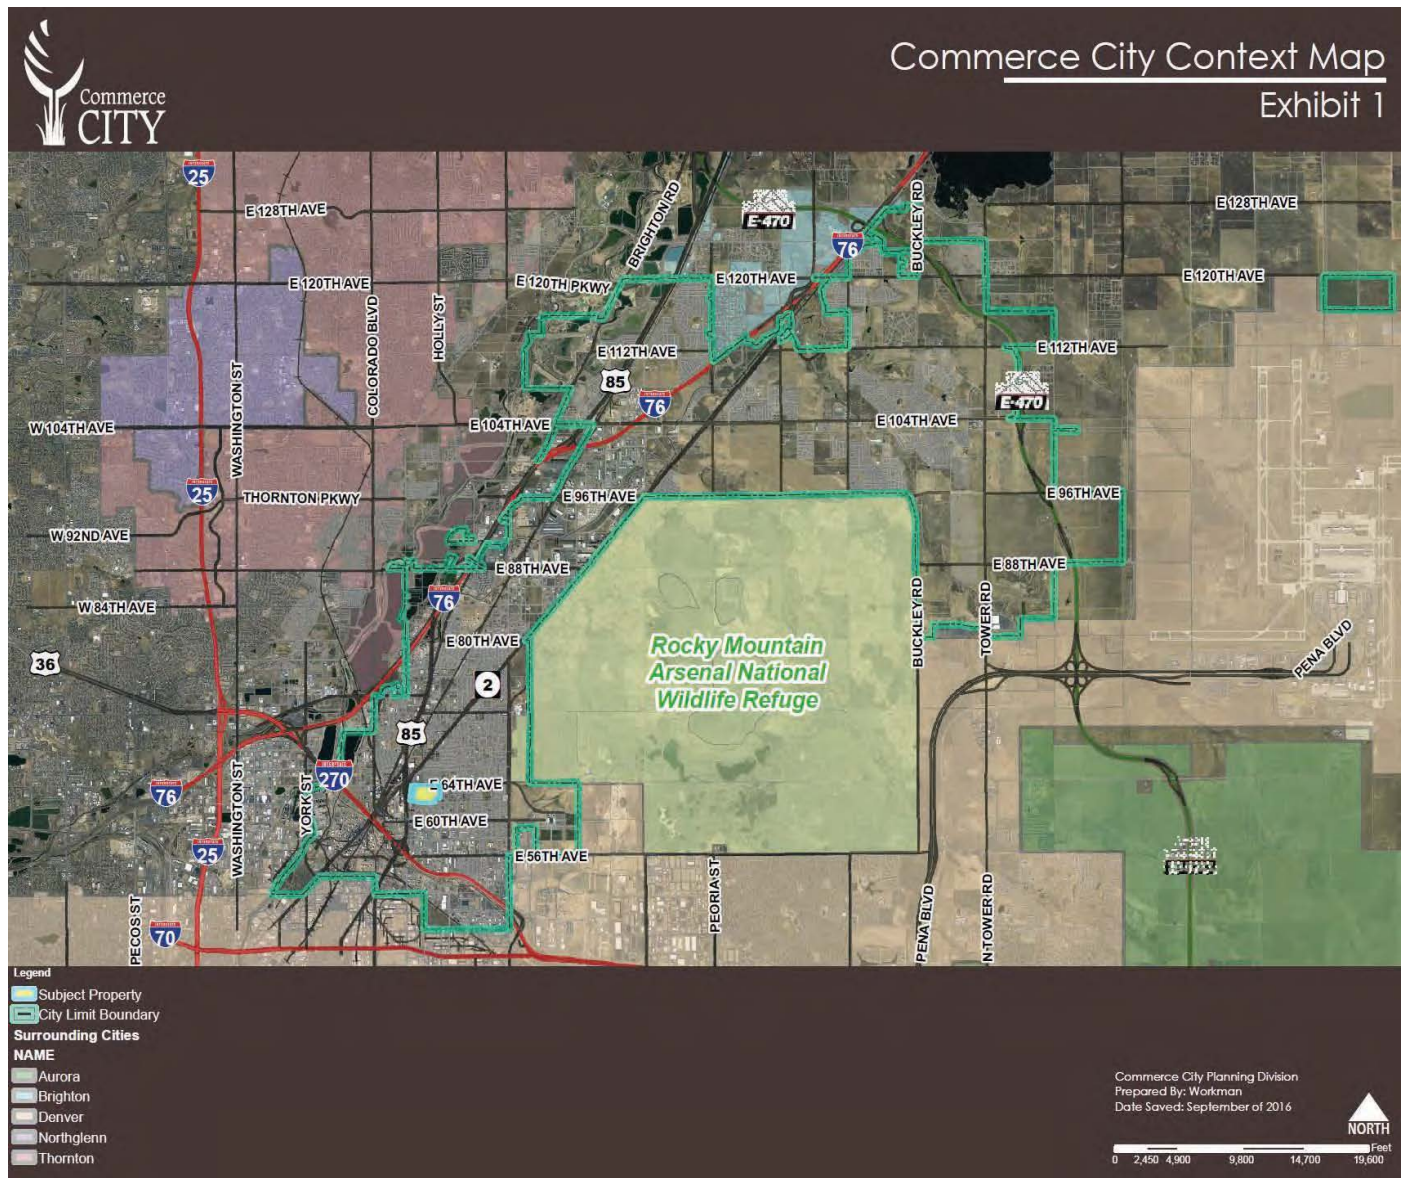 Commerce
CITY
Commerce City Context Map
Exhibit 1
25
E 128TH AVE
BRIGHTON RD
E-470
76
BUCKLEY RD
E 128TH AVE
E 120TH AVE
COLORADO BLVD
HOLLY ST
E 120TH PKWY
E 120TH AVE
E 120TH AVE
WASHINGTON ST
E 112TH AVE
E 112TH AVE
85
76
E-470
W 104TH AVE
E 104TH AVE
E 104TH AVE
25
THORNTON PKWY
E 96TH AVE
E 96TH AVE
W 92ND AVE
E 88TH AVE
E 88TH AVE
W 84TH AVE
76
BUCKLEY RD
TOWER RD
E 80TH AVE
Rocky Mountain
Arsenal National
Wildlife Refuge
PENA BLVD
36
2
85
270
76
WASHINGTON ST
YORK ST
E 64TH AVE
E 60TH AVE
25
E 56TH AVE
PECOS ST
70
PEORIA ST
PENA BLVD
N TOWER RD
Legend
Subject Property
City Limit Boundary
Surrounding Cities
NAME
Aurora
Brighton
Denver
Northglenn
Thornton
Commerce City Planning Division
Prepared By: Workman
Date Saved: September of 2016
NORTH
Feet
0 2,450 4,900 9,800 14,700 19,600